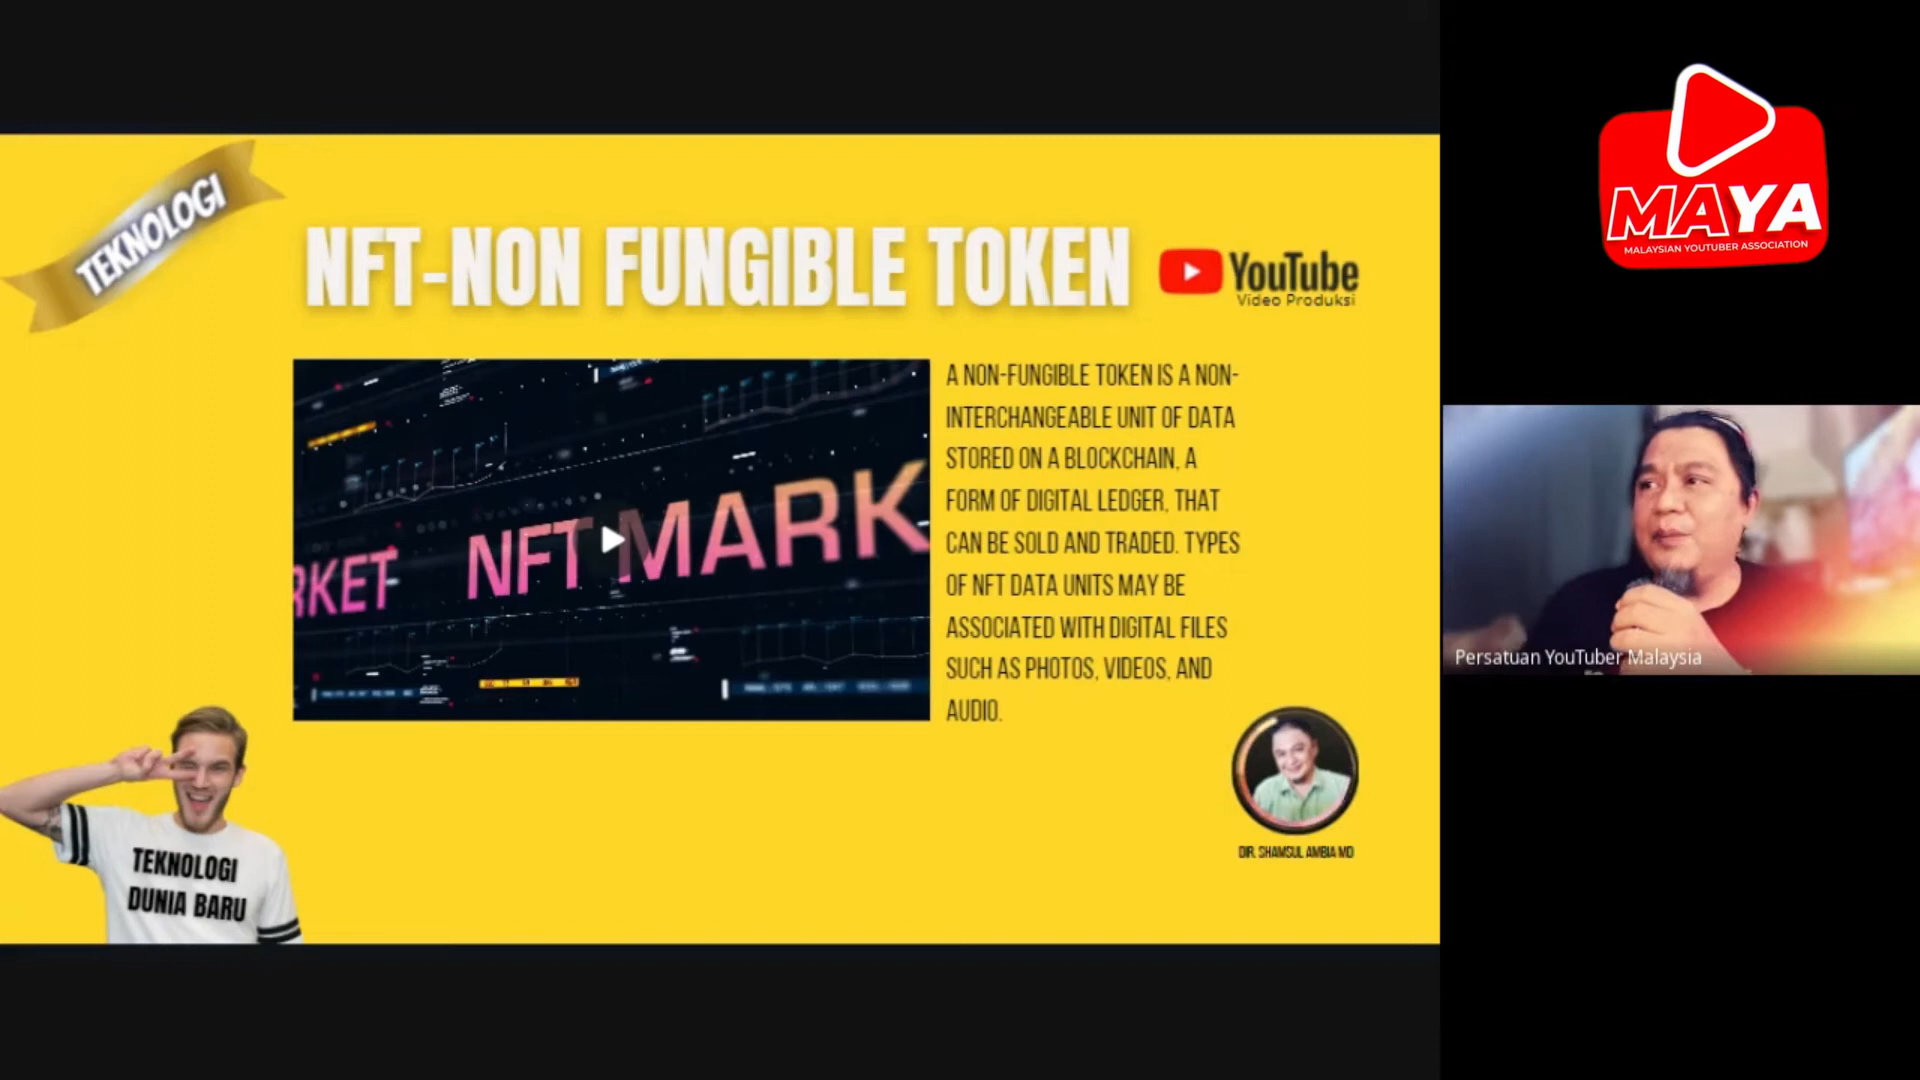 TEKNOLOGI
NFT-NON FUNGIBLE TOKEN
YouTube
Video Produksi
A NON-FUNGIBLE TOKEN IS A NON-
INTERCHANGEABLE UNIT OF DATA
STORED ON A BLOCKCHAIN, A
FORM OF DIGITAL LEDGER, THAT
CAN BE SOLD AND TRADED. TYPES
OF NFT DATA UNITS MAY BE
ASSOCIATED WITH DIGITAL FILES
SUCH AS PHOTOS, VIDEOS, AND
AUDIO.
RKET NFT MARK
TEKNOLOGI
DUNIA BARU
DIR. SHAMSUL AMBIA MD
MAYA
MALAYSIAN YOUTUBER ASSOCIATION
Persatuan YouTuber Malaysia